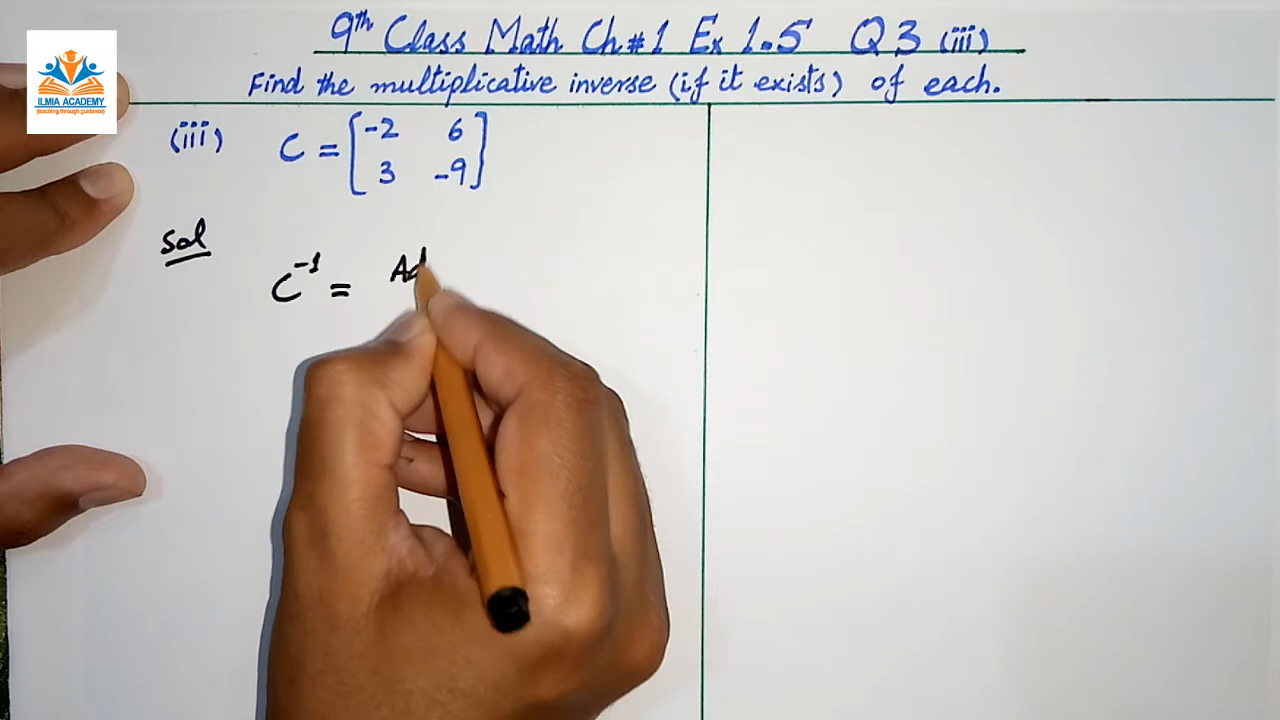 9th Class Math Ch#1 Ex 1.5 Q3 (iii)
Find the multiplicative inverse (if it exists) of each.
ILMIA ACADEMY
(teaching through guidance)
(iii) C = [-2 6
3 -9]
Sol
C⁻¹ = Ad